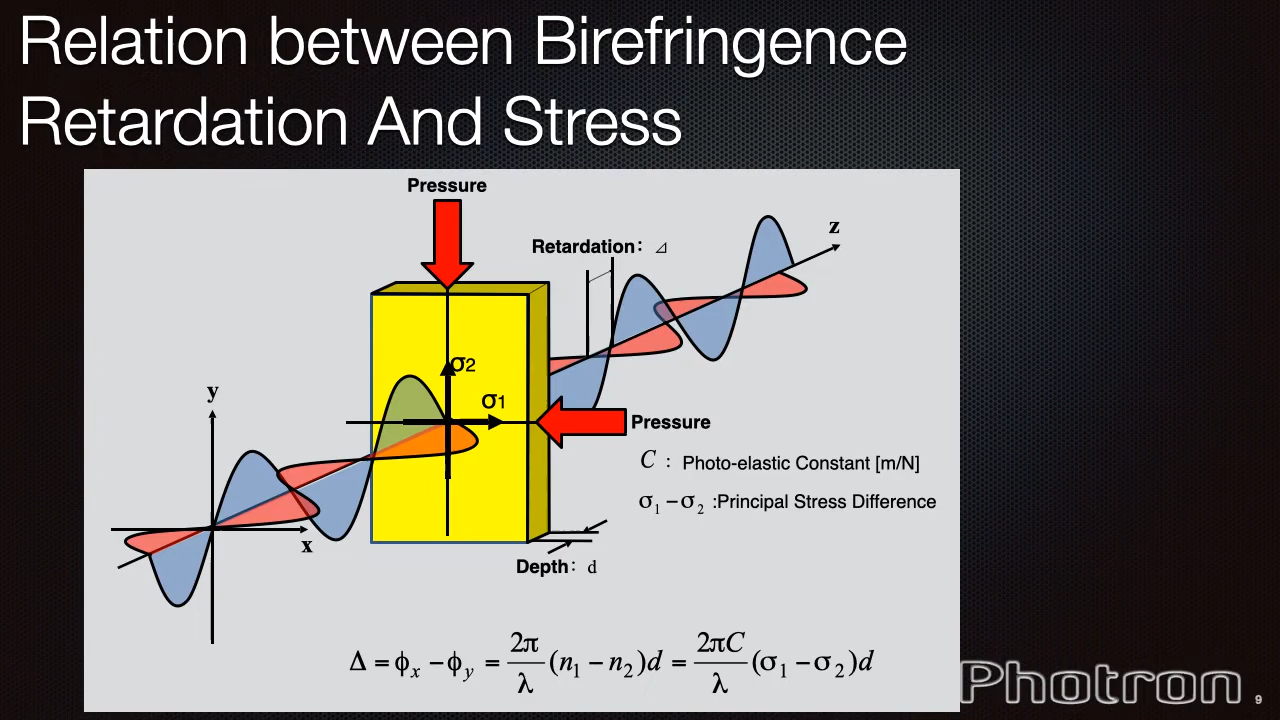 Relation between Birefringence
Retardation And Stress
Pressure
Retardation: ⊿
z
σ2
y
σ1
Pressure
C : Photo-elastic Constant [m/N]
σ₁ − σ₂ :Principal Stress Difference
x
Depth: d
Δ = ϕₓ − ϕᵧ = 2π/λ (n₁ − n₂)d = 2πC/λ (σ₁ − σ₂)d
Photron
9